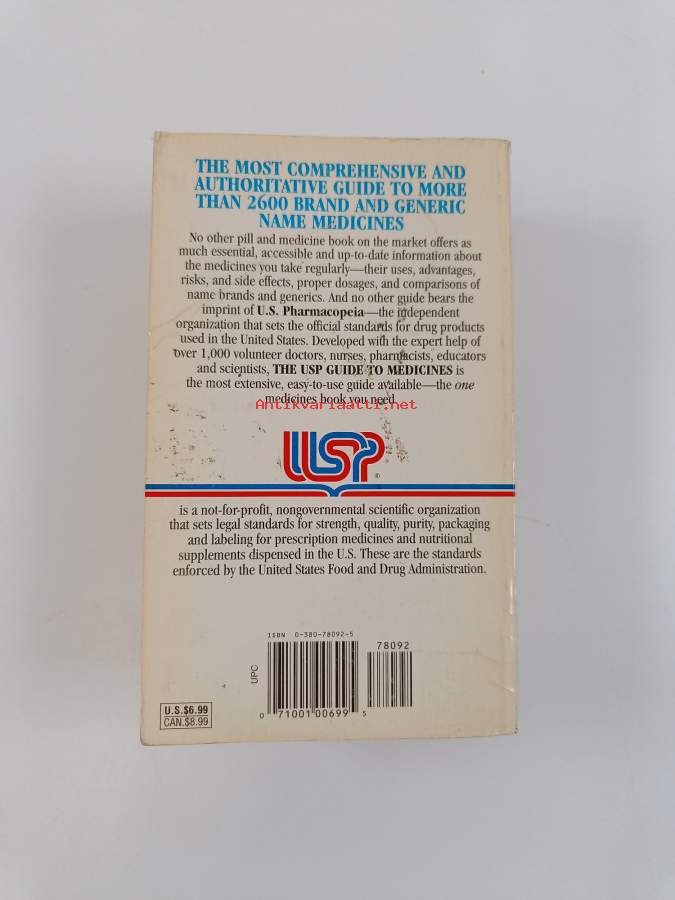 THE MOST COMPREHENSIVE AND
AUTHORITATIVE GUIDE TO MORE
THAN 2600 BRAND AND GENERIC
NAME MEDICINES
No other pill and medicine book on the market offers as
much essential, accessible and up-to-date information about
the medicines you take regularly—their uses, advantages,
risks, and side effects, proper dosages, and comparisons of
name brands and generics. And no other guide bears the
imprint of U.S. Pharmacopeia—the independent
organization that sets the official standards for drug products
used in the United States. Developed with the expert help of
over 1,000 volunteer doctors, nurses, pharmacists, educators
and scientists, THE USP GUIDE TO MEDICINES is
the most extensive, easy-to-use guide available—the one
medicines book you need.
Antikvariaatti.net
USP®
is a not-for-profit, nongovernmental scientific organization
that sets legal standards for strength, quality, purity, packaging
and labeling for prescription medicines and nutritional
supplements dispensed in the U.S. These are the standards
enforced by the United States Food and Drug Administration.
ISBN 0-380-78092-5
78092
UPC
0 71001 00699 5
U.S.$6.99
CAN.$8.99